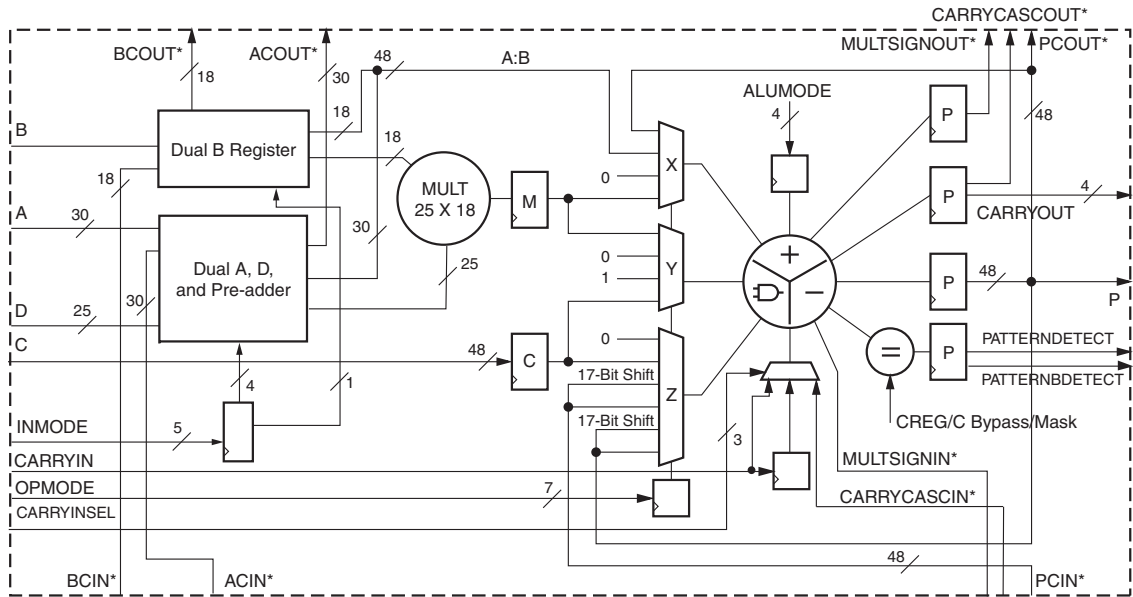 CARRYCASCOUT*
BCOUT* ACOUT* MULTSIGNOUT* PCOUT*
48 A:B
18 30
ALUMODE
B 18 4 P 48
Dual B Register 18 X
18 MULT 25 X 18 0 M P 4
A 30 CARRYOUT
30 Y
Dual A, D, and Pre-adder 25 0 + P 48
30 1 − P
D 25
C 48 C 0 = P PATTERNDETECT
PATTERNBDETECT
17-Bit Shift Z
4 1
17-Bit Shift CREG/C Bypass/Mask
INMODE 5 3
CARRYIN MULTSIGNIN*
OPMODE 7
CARRYCASCIN*
CARRYINSEL
48
BCIN* ACIN* PCIN*